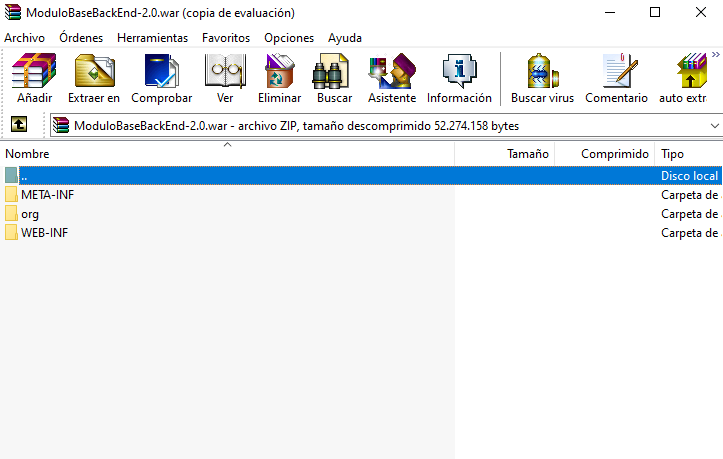 ModuloBaseBackEnd-2.0.war (copia de evaluación)
Archivo Órdenes Herramientas Favoritos Opciones Ayuda
Añadir Extraer en Comprobar Ver Eliminar Buscar Asistente Información Buscar virus Comentario auto extra
ModuloBaseBackEnd-2.0.war - archivo ZIP, tamaño descomprimido 52.274.158 bytes
Nombre Tamaño Comprimido Tipo
.. Disco local
META-INF Carpeta de
org Carpeta de
WEB-INF Carpeta de